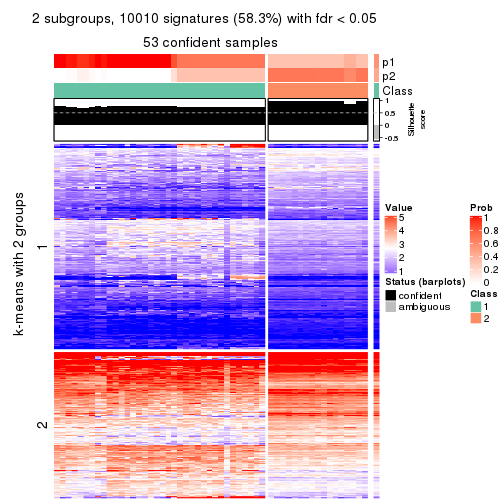 2 subgroups, 10010 signatures (58.3%) with fdr < 0.05
53 confident samples
p1
p2
Class
1
0.5
0
-0.5
Silhouette
score
k-means with 2 groups
1
2
Value
5
4
3
2
1
Status (barplots)
confident
ambiguous
Prob
1
0.8
0.6
0.4
0.2
0
Class
1
2